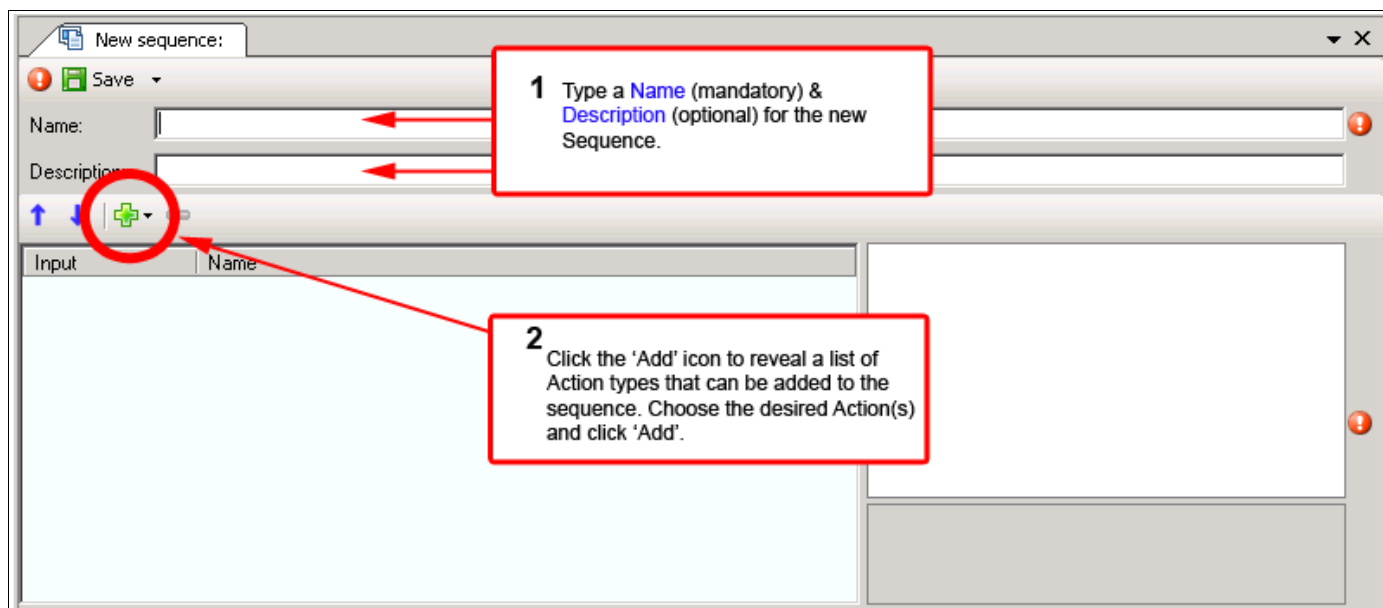 New sequence:
Save
1 Type a Name (mandatory) &
Description (optional) for the new
Sequence.
Name:
Description:
Input Name
2
Click the ‘Add’ icon to reveal a list of
Action types that can be added to the
sequence. Choose the desired Action(s)
and click ‘Add’.